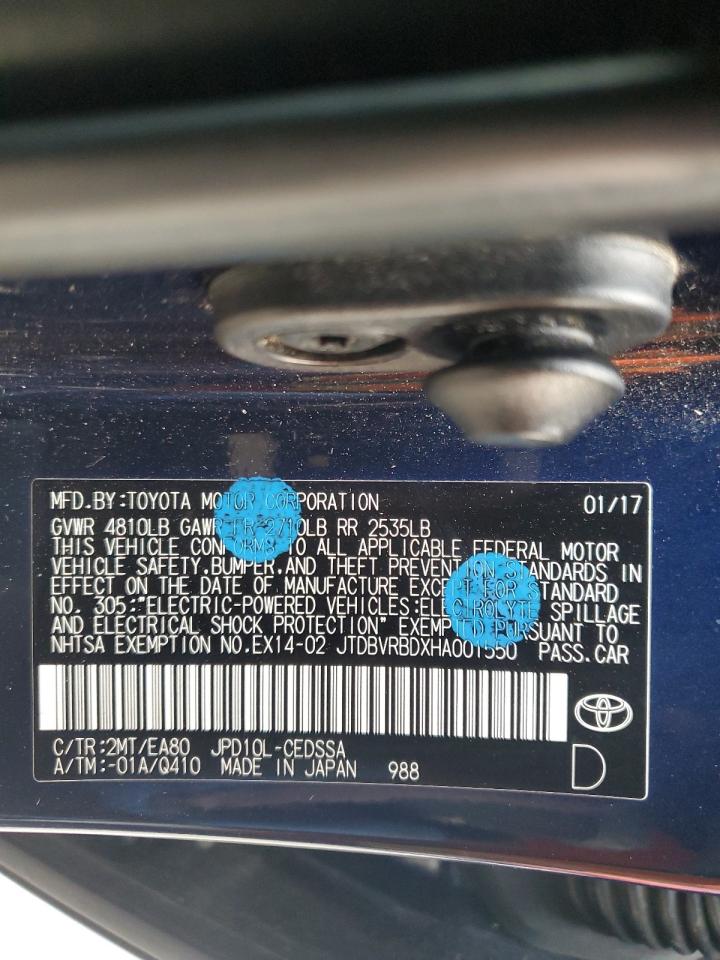 MFD.BY:TOYOTA MOTOR CORPORATION 01/17
GVWR 4810LB GAWR FR 2710LB RR 2535LB
THIS VEHICLE CONFORMS TO ALL APPLICABLE FEDERAL MOTOR
VEHICLE SAFETY.BUMPER.AND THEFT PREVENTION STANDARDS IN
EFFECT ON THE DATE OF MANUFACTURE EXCEPT FOR STANDARD
NO. 305:"ELECTRIC-POWERED VEHICLES:ELECTROLYTE SPILLAGE
AND ELECTRICAL SHOCK PROTECTION" EXEMPTED PURSUANT TO
NHTSA EXEMPTION NO.EX14-02 JTDBVRBDXHA001550 PASS.CAR
C/TR:2MT/EA80 JPD10L-CEDSSA
A/TM:-01A/Q410 MADE IN JAPAN 988
D